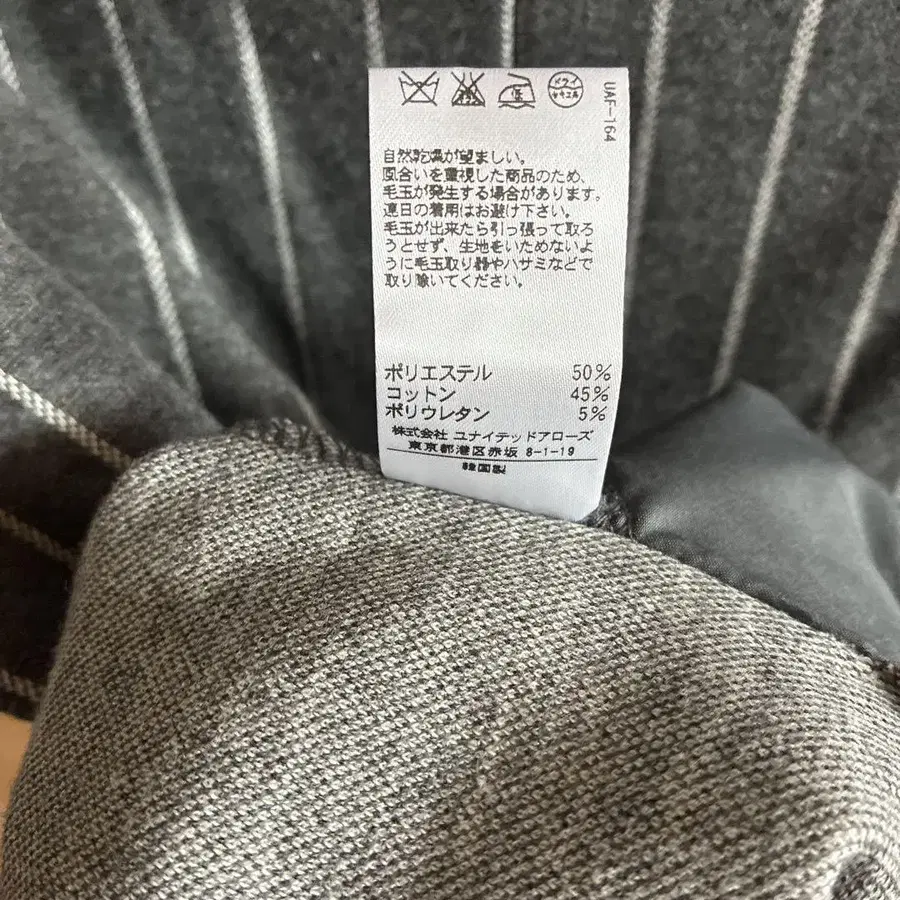 UAF-164
自然乾燥が望ましい。
風合いを重視した商品のため、
毛玉が発生する場合があります。
連日の着用はお避け下さい。
毛玉が出来たら引っ張って取ろ
うとせず、生地をいためないよ
うに毛玉取り器やハサミなどで
取り除いてください。
ポリエステル 50%
コットン 45%
ポリウレタン 5%
株式会社 ユナイテッドアローズ
東京都港区赤坂 8-1-19
韓国製